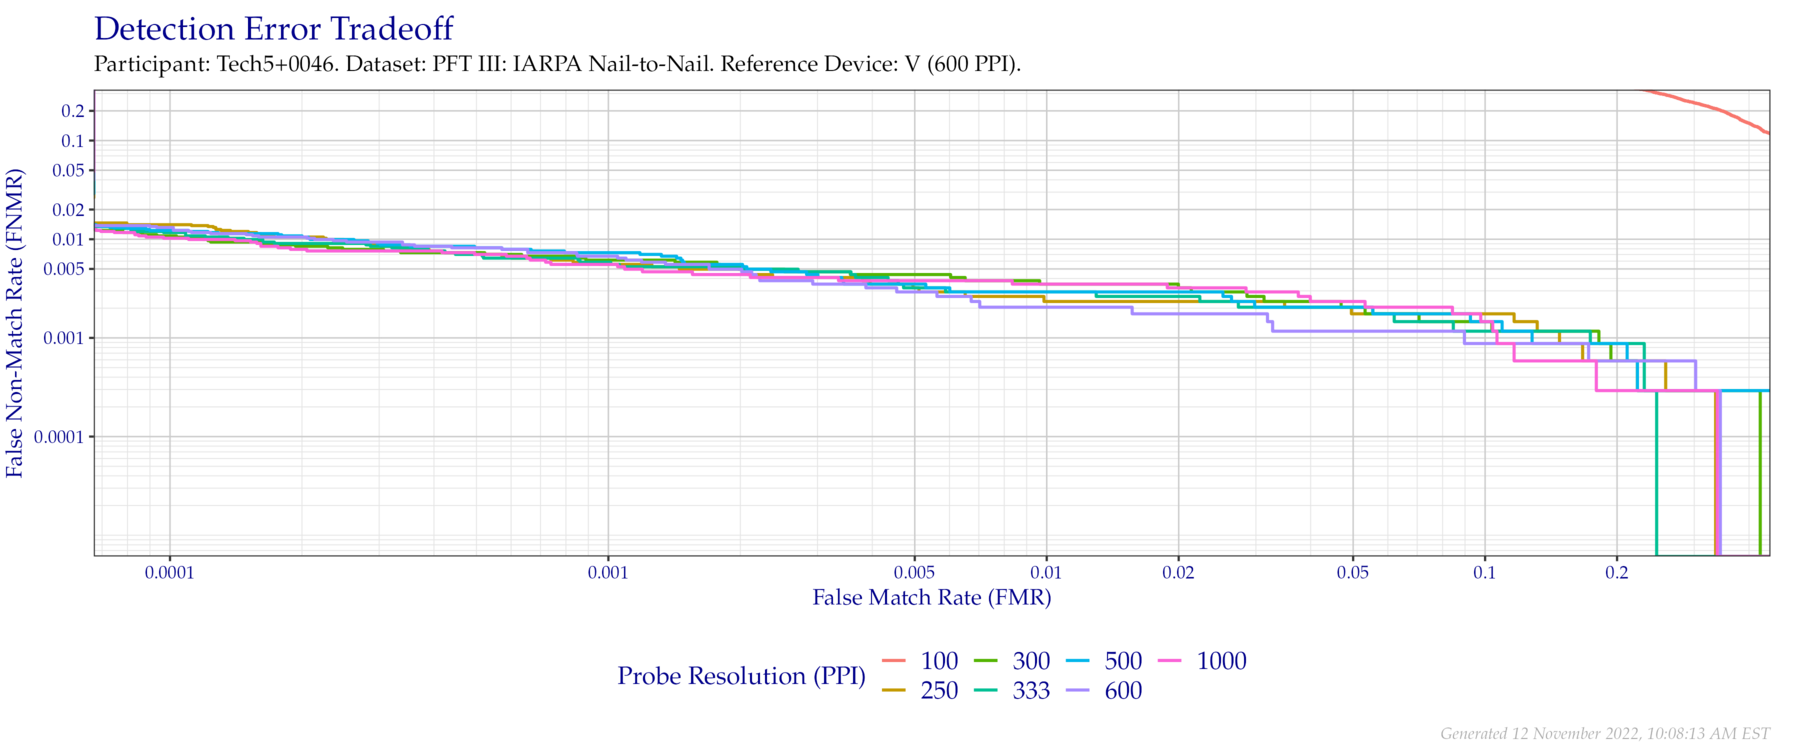 Detection Error Tradeoff
Participant: Tech5+0046. Dataset: PFT III: IARPA Nail-to-Nail. Reference Device: V (600 PPI).
False Non-Match Rate (FNMR)
0.2
0.1
0.05
0.02
0.01
0.005
0.001
0.0001
0.0001 0.001 0.005 0.01 0.02 0.05 0.1 0.2
False Match Rate (FMR)
Probe Resolution (PPI)
100 300 500 1000
250 333 600
Generated 12 November 2022, 10:08:13 AM EST